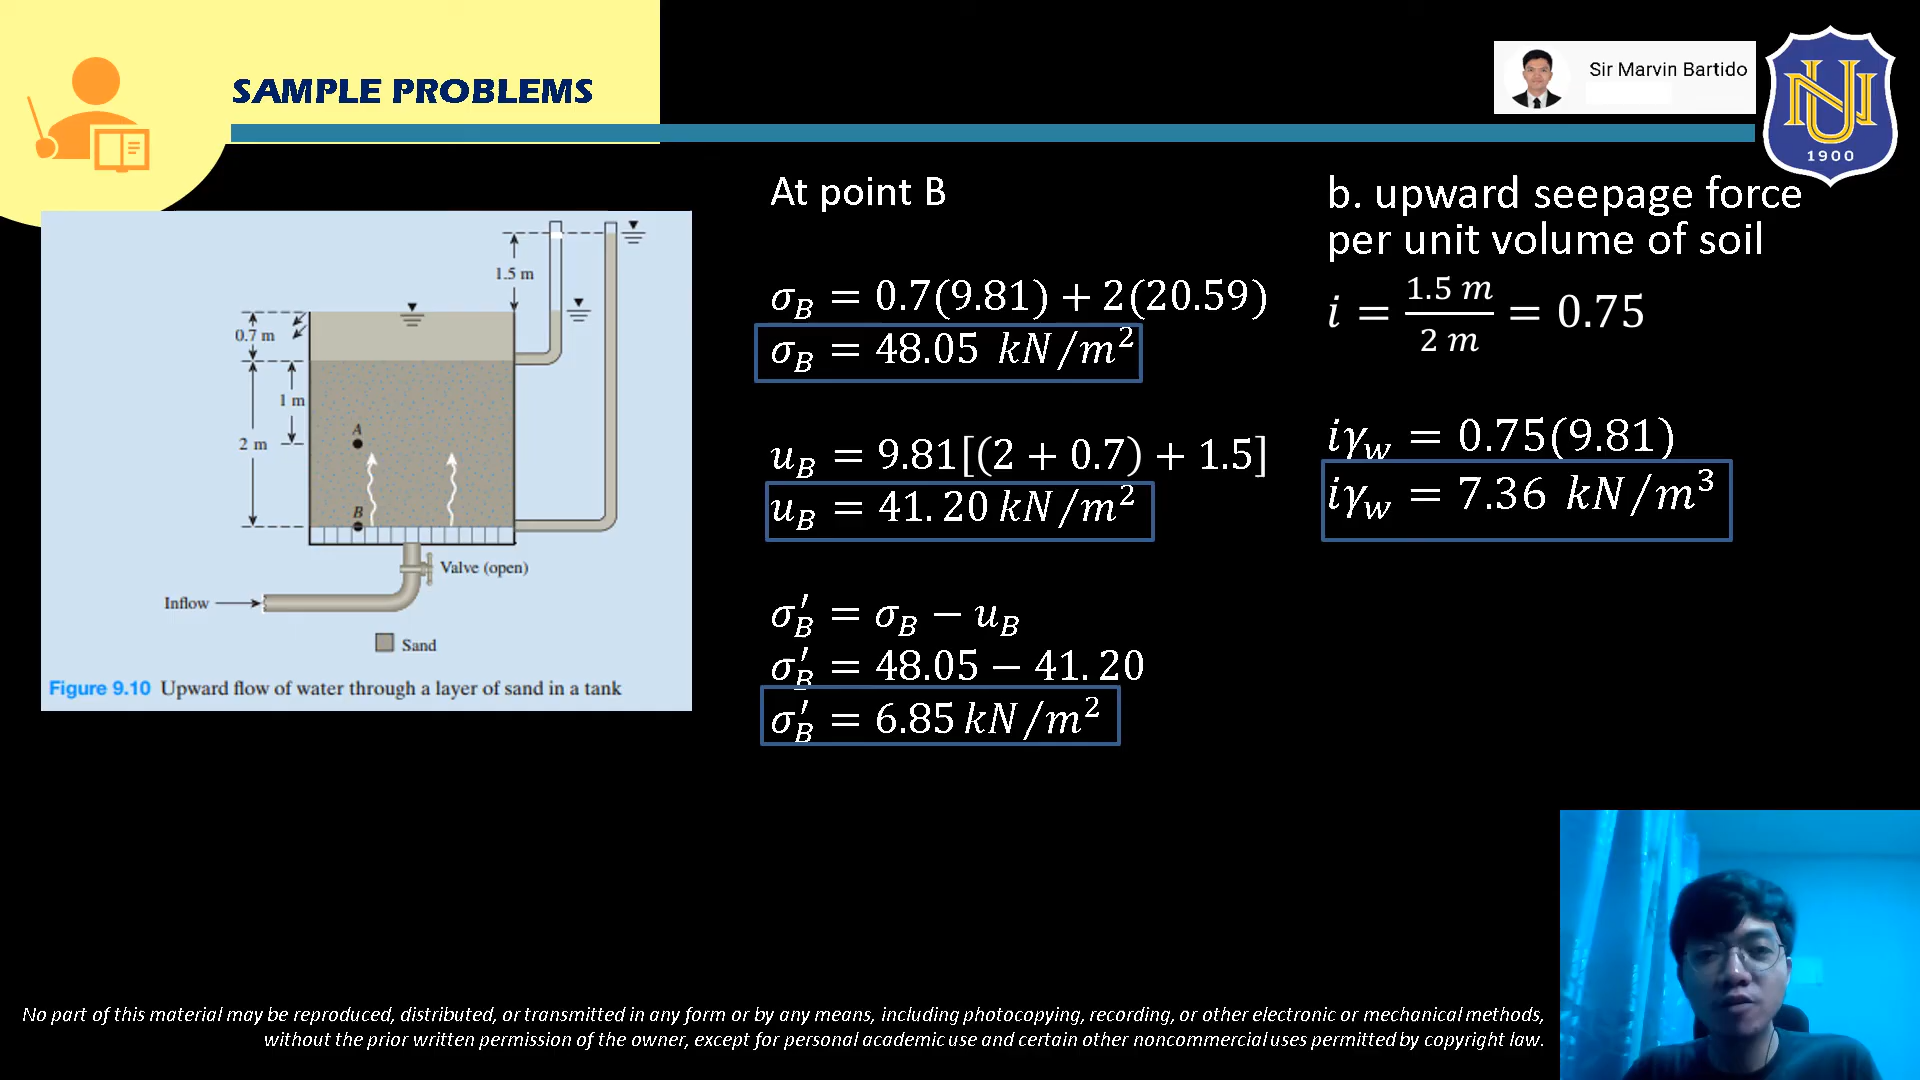 SAMPLE PROBLEMS
Sir Marvin Bartido
NU
1900
1.5 m
0.7 m
1 m
A
2 m
B
Valve (open)
Inflow
Sand
Figure 9.10 Upward flow of water through a layer of sand in a tank
At point B
σ_B = 0.7(9.81) + 2(20.59)
σ_B = 48.05 kN/m²
u_B = 9.81[(2 + 0.7) + 1.5]
u_B = 41.20 kN/m²
σ′_B = σ_B − u_B
σ′_B = 48.05 − 41.20
σ′_B = 6.85 kN/m²
b. upward seepage force
per unit volume of soil
i = 1.5 m / 2 m = 0.75
iγ_w = 0.75(9.81)
iγ_w = 7.36 kN/m³
No part of this material may be reproduced, distributed, or transmitted in any form or by any means, including photocopying, recording, or other electronic or mechanical methods,
without the prior written permission of the owner, except for personal academic use and certain other noncommercial uses permitted by copyright law.